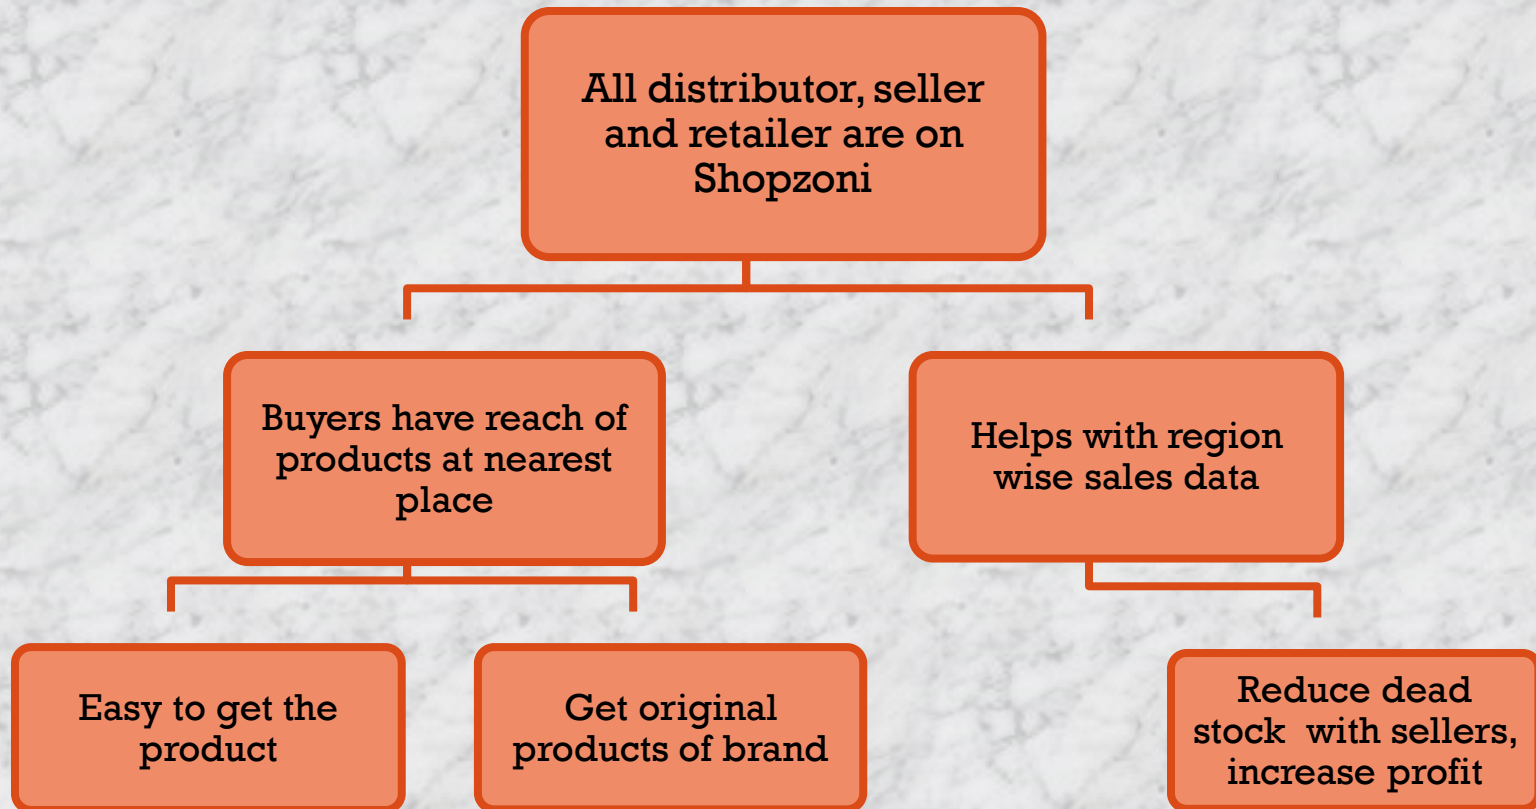 All distributor, seller
and retailer are on
Shopzoni
Buyers have reach of
products at nearest
place
Helps with region
wise sales data
Easy to get the
product
Get original
products of brand
Reduce dead
stock  with sellers,
increase profit